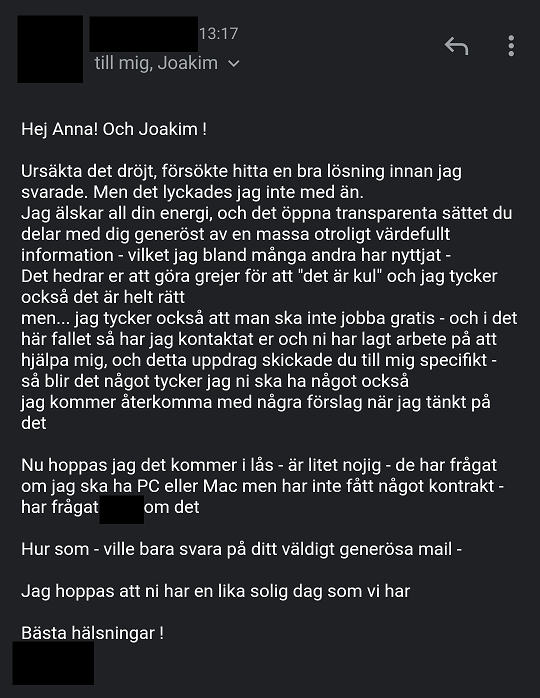 13:17
till mig, Joakim
Hej Anna! Och Joakim !
Ursäkta det dröjt, försökte hitta en bra lösning innan jag
svarade. Men det lyckades jag inte med än.
Jag älskar all din energi, och det öppna transparenta sättet du
delar med dig generöst av en massa otroligt värdefullt
information - vilket jag bland många andra har nyttjat -
Det hedrar er att göra grejer för att "det är kul" och jag tycker
också det är helt rätt
men... jag tycker också att man ska inte jobba gratis - och i det
här fallet så har jag kontaktat er och ni har lagt arbete på att
hjälpa mig, och detta uppdrag skickade du till mig specifikt -
så blir det något tycker jag ni ska ha något också
jag kommer återkomma med några förslag när jag tänkt på
det
Nu hoppas jag det kommer i lås - är litet nojig - de har frågat
om jag ska ha PC eller Mac men har inte fått något kontrakt -
har frågat om det
Hur som - ville bara svara på ditt väldigt generösa mail -
Jag hoppas att ni har en lika solig dag som vi har
Bästa hälsningar !